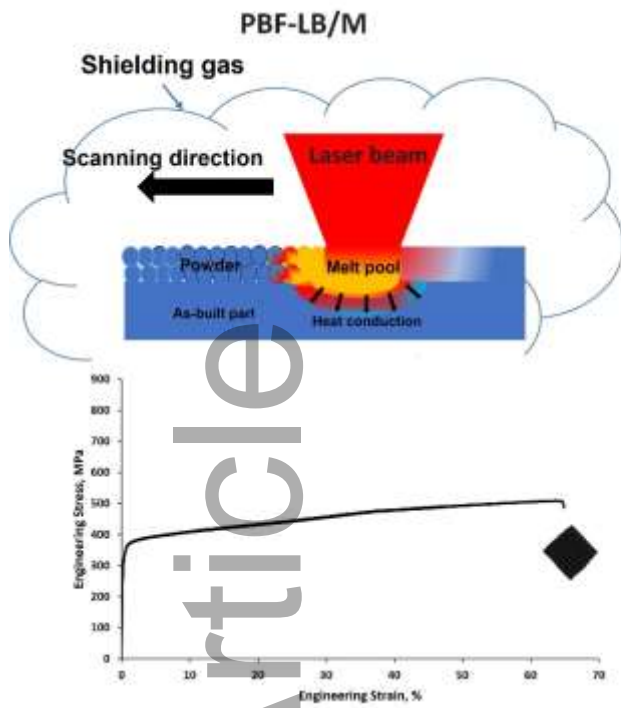 PBF-LB/M
Shielding gas
Scanning direction
Laser beam
Powder
Melt pool
As-built part
Heat conduction
Article
Engineering Stress, MPa
900
800
700
600
500
400
300
200
100
0
0 10 20 30 40 50 60 70
Engineering Strain, %